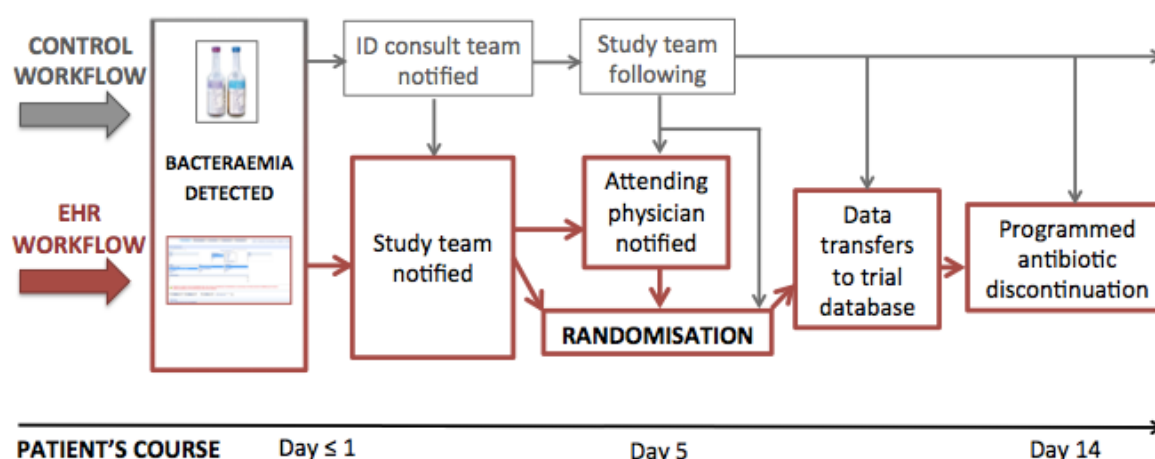 CONTROL
WORKFLOW
EHR
WORKFLOW
BACTERAEMIA
DETECTED
ID consult team
notified
Study team
following
Study team
notified
Attending
physician
notified
RANDOMISATION
Data
transfers
to trial
database
Programmed
antibiotic
discontinuation
PATIENT'S COURSE Day ≤ 1 Day 5 Day 14